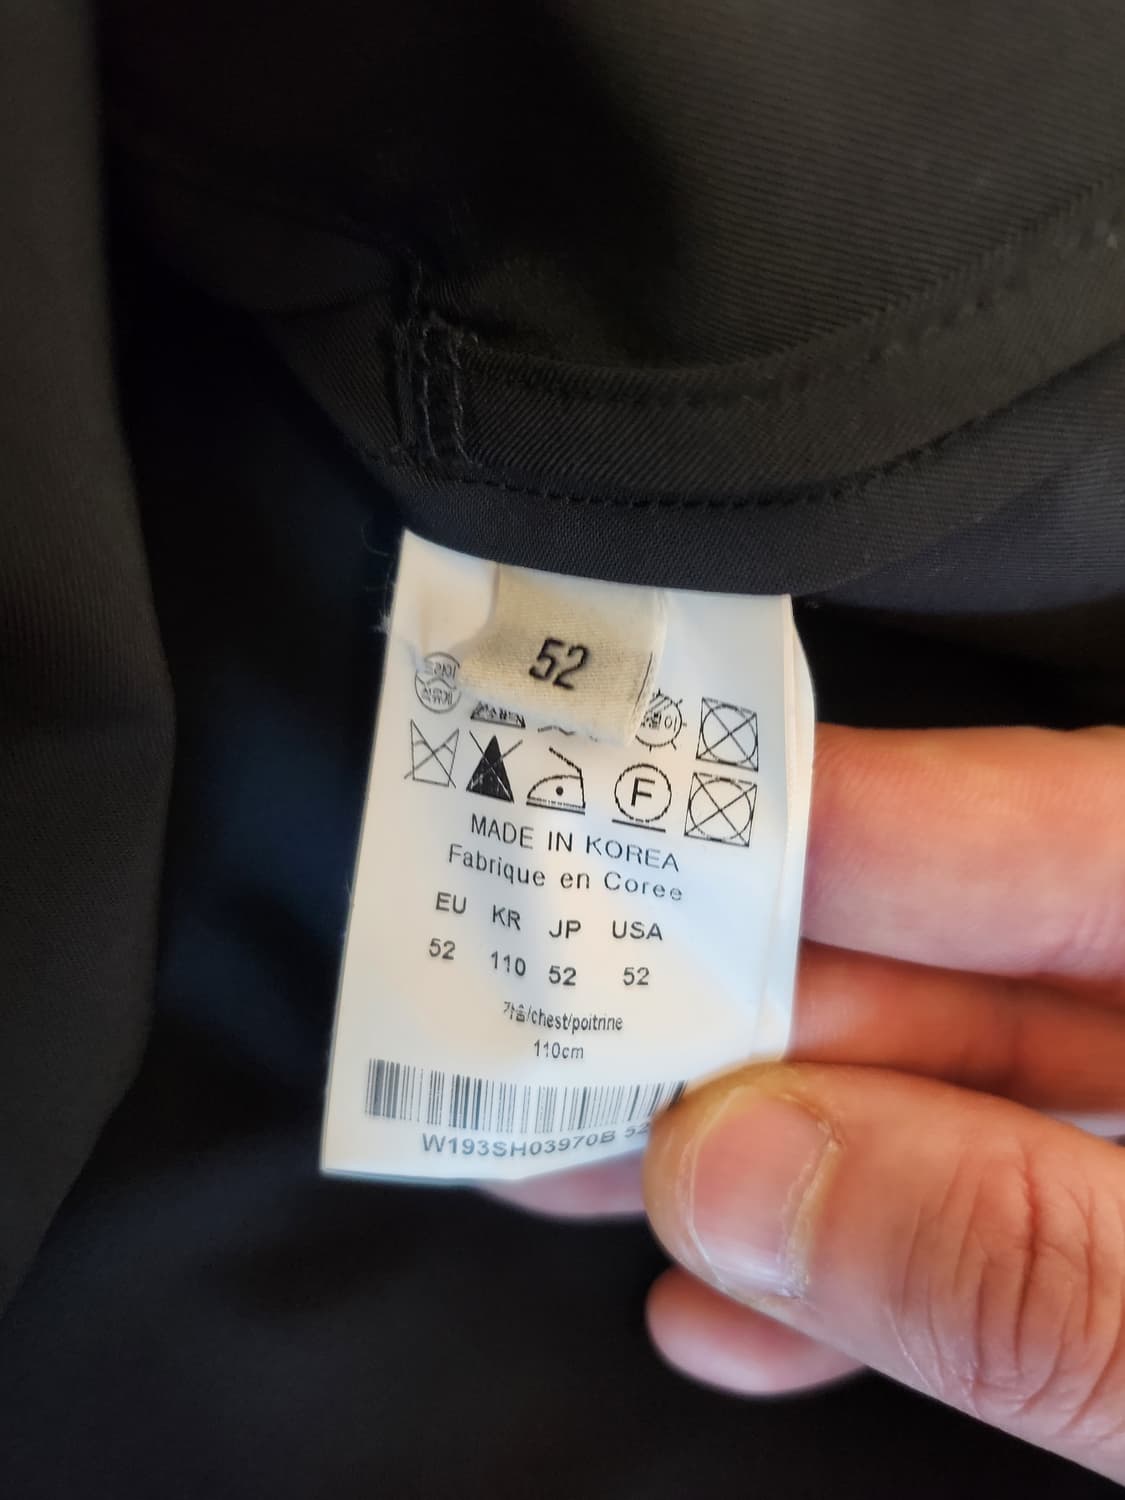 52
F
MADE IN KOREA
Fabrique en Coree
EU KR JP USA
52 110 52 52
가슴/chest/poitrine
110cm
W193SH03970B 52